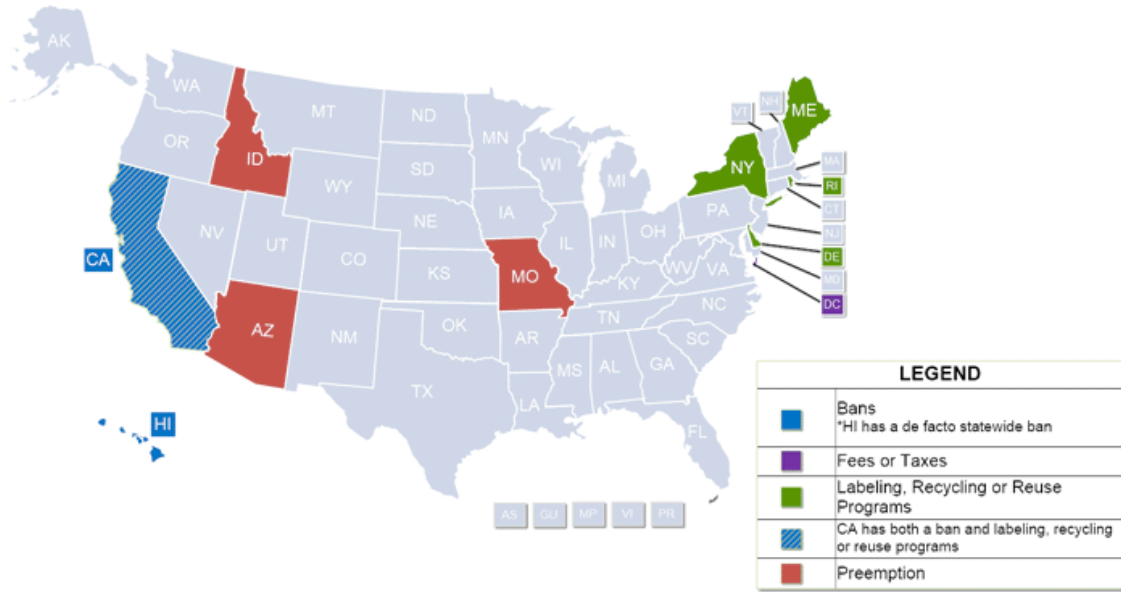 AK
WA
MT
ND
MN
OR
ID
SD
WI
MI
WY
NE
IA
NV
UT
CO
KS
MO
IL
IN
OH
PA
NY
VT
NH
ME
MA
RI
CT
NJ
DE
MD
DC
CA
AZ
NM
OK
AR
KY
WV
VA
TN
NC
SC
MS
AL
GA
TX
LA
FL
HI
AS
GU
MP
VI
PR
LEGEND
Bans
*HI has a de facto statewide ban
Fees or Taxes
Labeling, Recycling or Reuse
Programs
CA has both a ban and labeling, recycling
or reuse programs
Preemption